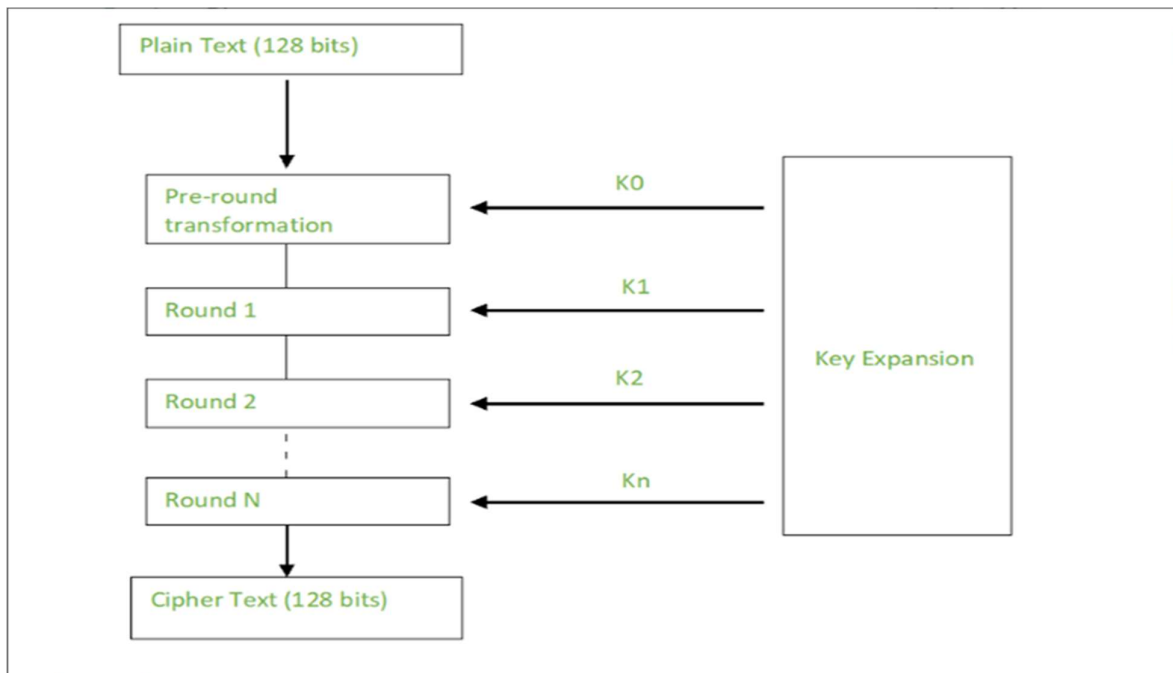 Plain Text (128 bits)
Pre-round
transformation
K0
Round 1
K1
Key Expansion
Round 2
K2
Round N
Kn
Cipher Text (128 bits)